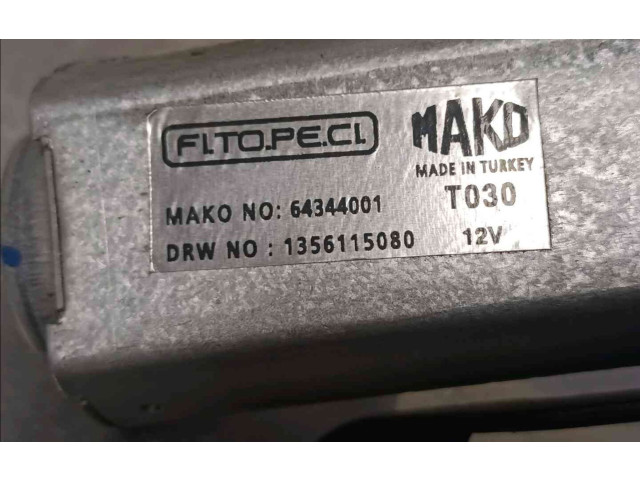 FI.TO.PE.CI.
MAKO
MADE IN TURKEY
MAKO NO: 64344001
T030
DRW NO : 1356115080
12V